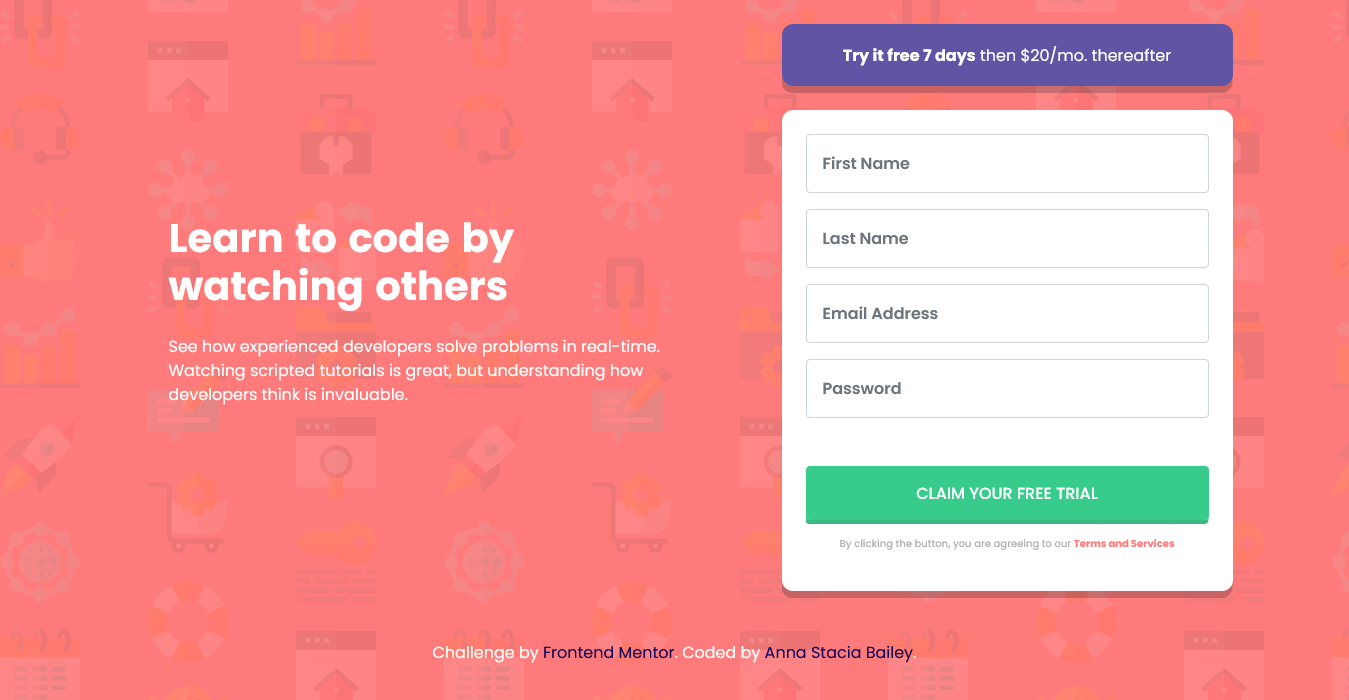 Learn to code by
watching others
See how experienced developers solve problems in real-time.
Watching scripted tutorials is great, but understanding how
developers think is invaluable.
Try it free 7 days then $20/mo. thereafter
First Name
Last Name
Email Address
Password
CLAIM YOUR FREE TRIAL
By clicking the button, you are agreeing to our Terms and Services
Challenge by Frontend Mentor. Coded by Anna Stacia Bailey.